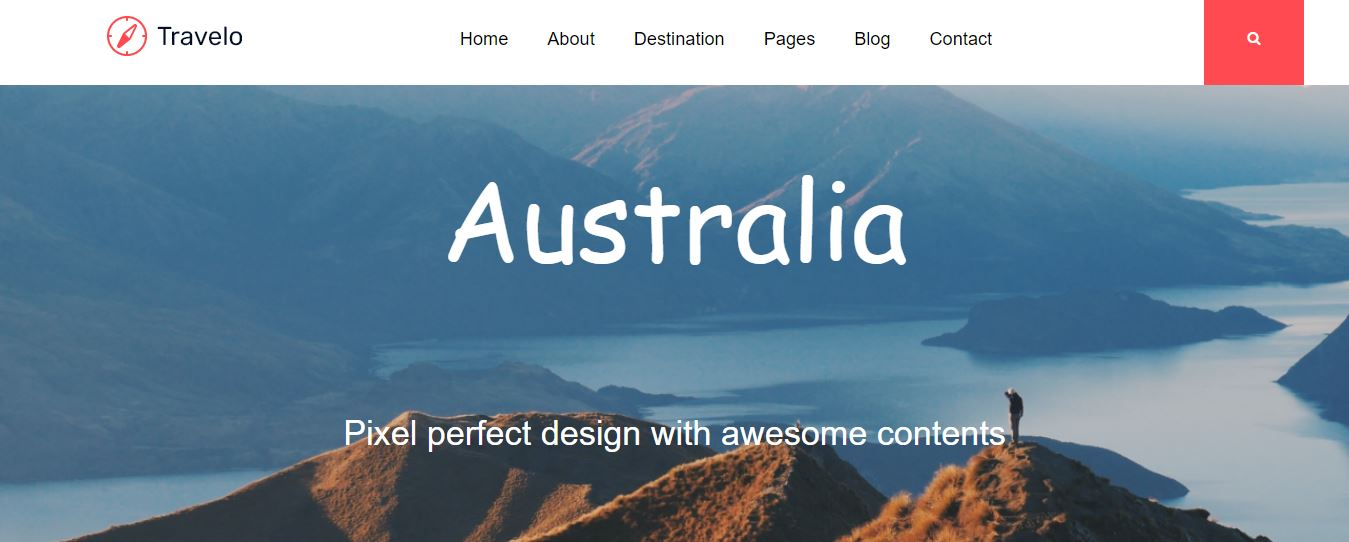 Travelo
Home About Destination Pages Blog Contact
Australia
Pixel perfect design with awesome contents